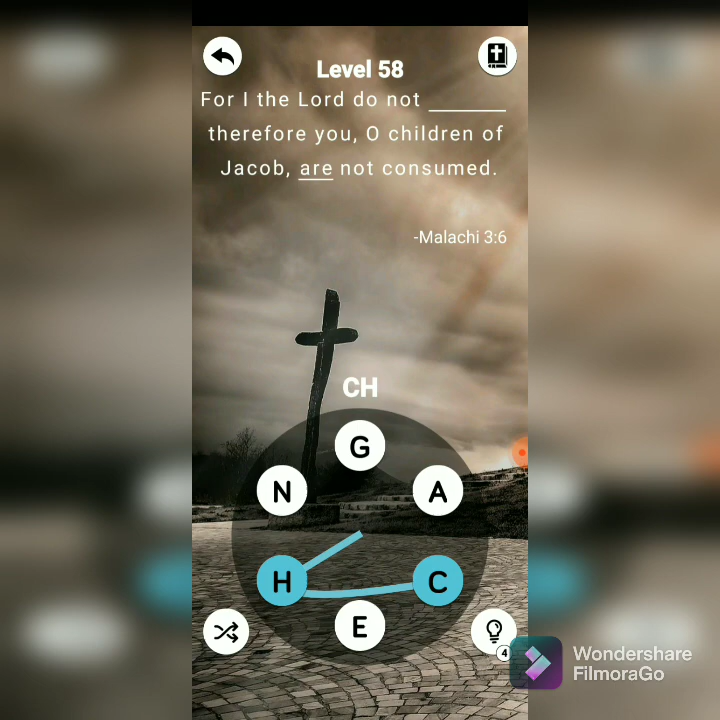 Level 58
For I the Lord do not ________
therefore you, O children of
Jacob, are not consumed.
-Malachi 3:6
CH
G
N
A
H
C
E
4
Wondershare
FilmoraGo